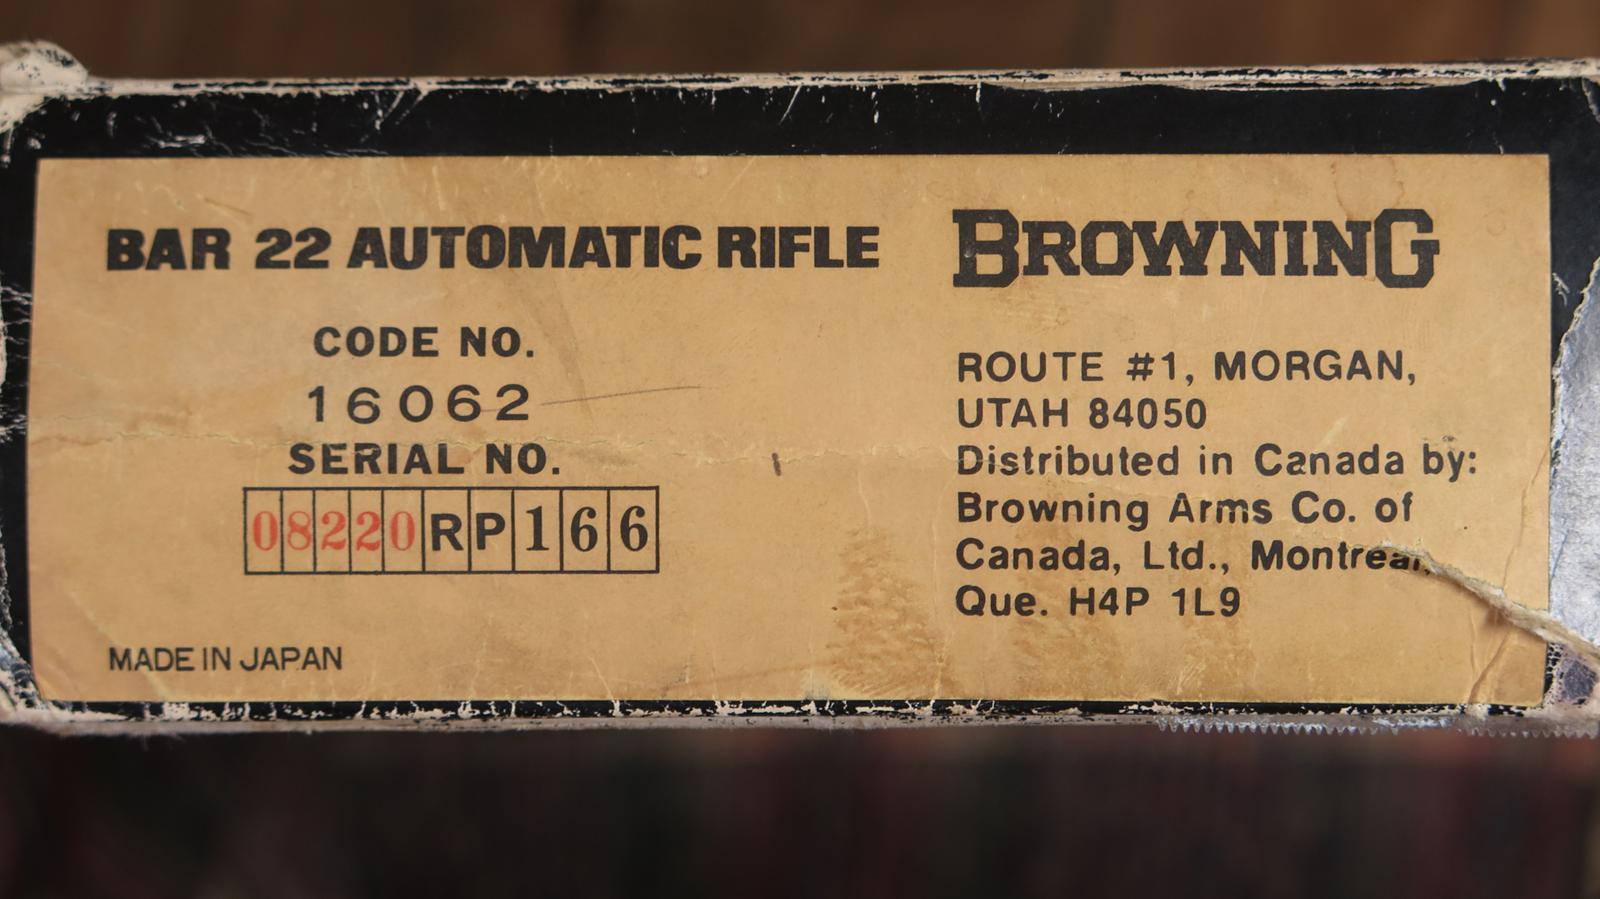 BAR 22 AUTOMATIC RIFLE
CODE NO.
16062
SERIAL NO.
08220RP166
MADE IN JAPAN
BROWNING
ROUTE #1, MORGAN,
UTAH 84050
Distributed in Canada by:
Browning Arms Co. of
Canada, Ltd., Montreal,
Que. H4P 1L9